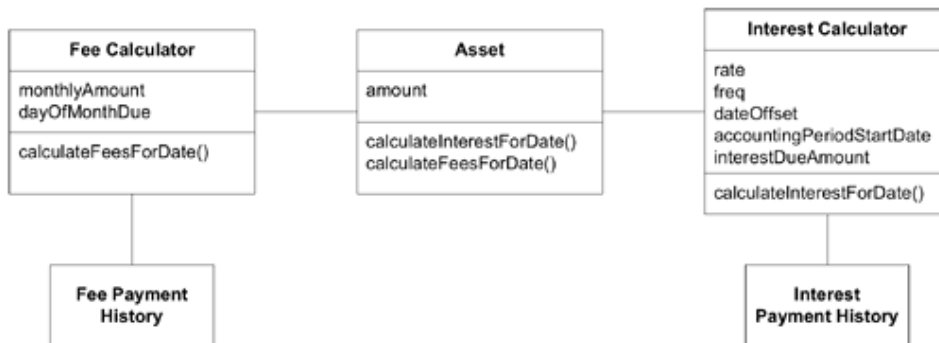 Fee Calculator
monthlyAmount
dayOfMonthDue
calculateFeesForDate()
Asset
amount
calculateInterestForDate()
calculateFeesForDate()
Interest Calculator
rate
freq
dateOffset
accountingPeriodStartDate
interestDueAmount
calculateInterestForDate()
Fee Payment
History
Interest
Payment History